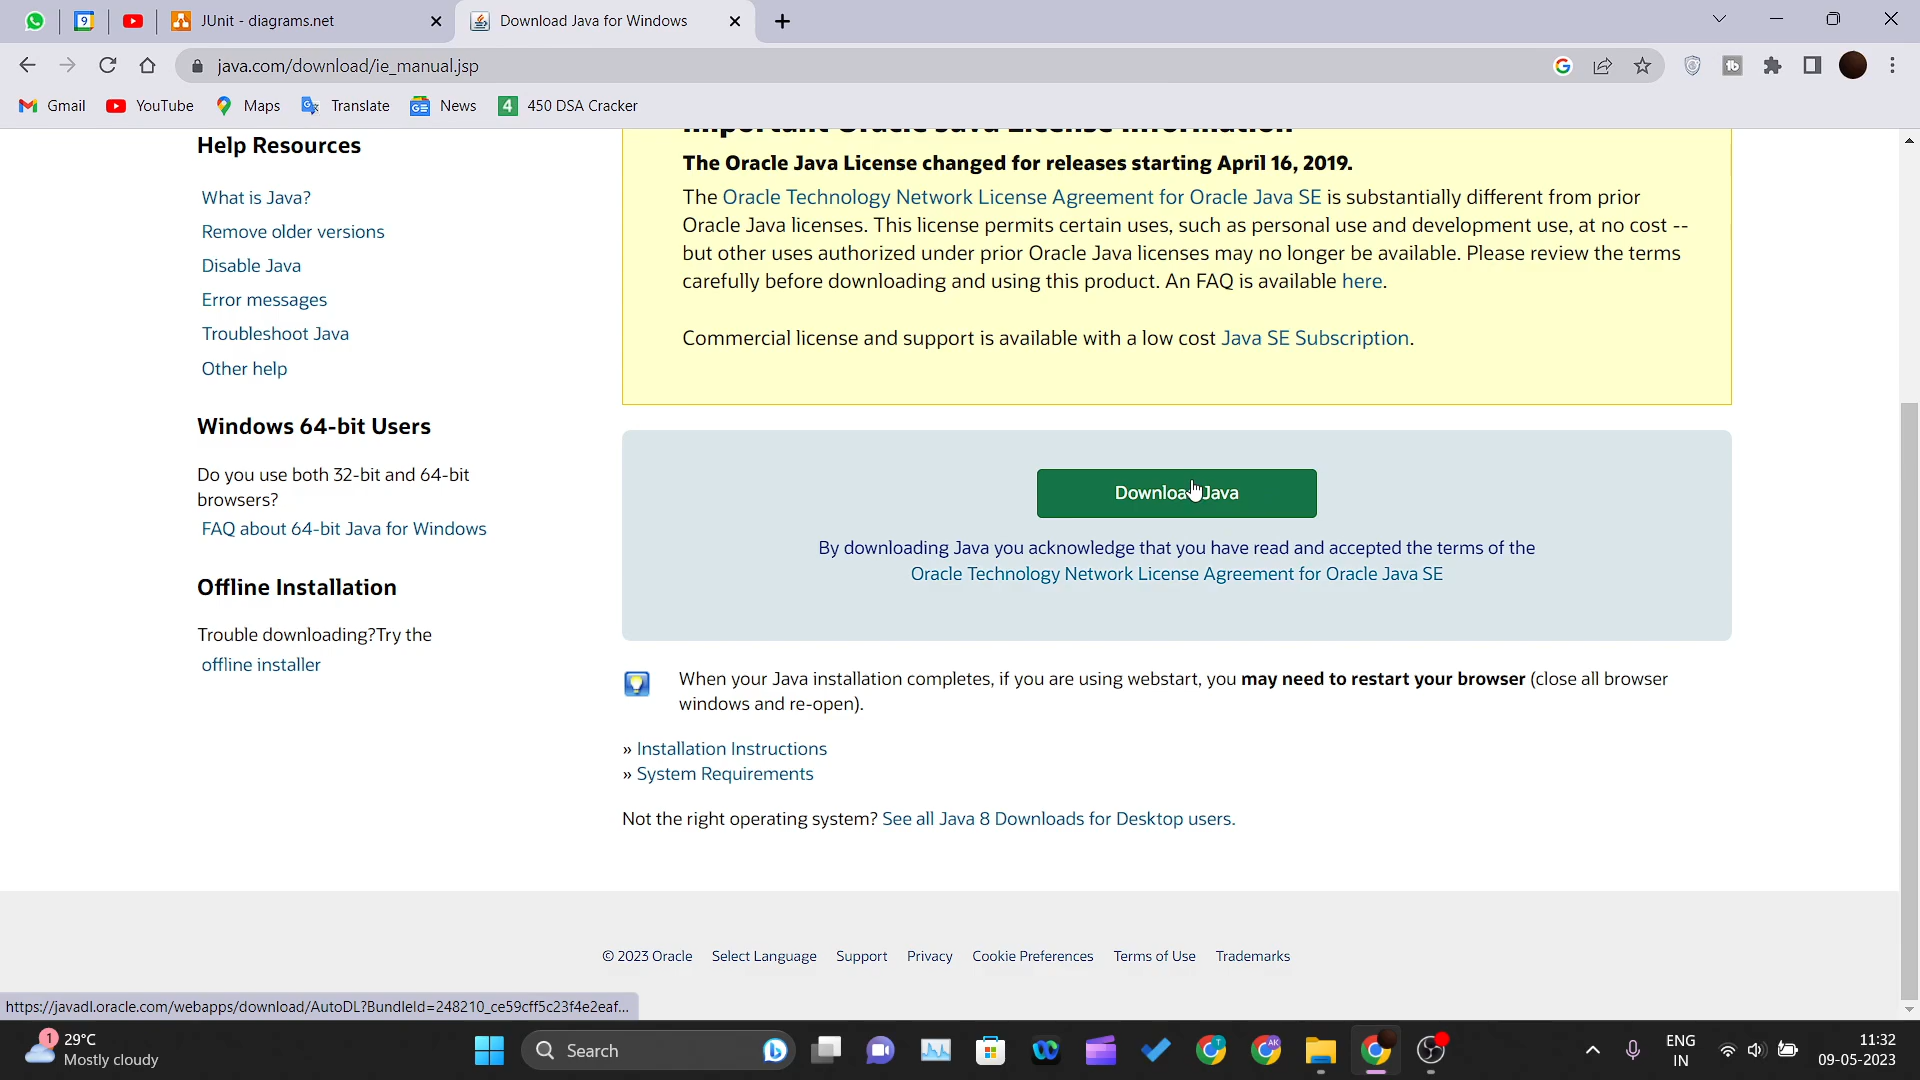 9
JUnit - diagrams.net
Download Java for Windows
java.com/download/ie_manual.jsp
Gmail
YouTube
Maps
Translate
News
4
450 DSA Cracker
Help Resources
What is Java?
Remove older versions
Disable Java
Error messages
Troubleshoot Java
Other help
Windows 64-bit Users
Do you use both 32-bit and 64-bit
browsers?
FAQ about 64-bit Java for Windows
Offline Installation
Trouble downloading?Try the
offline installer
Important Oracle Java License Information
The Oracle Java License changed for releases starting April 16, 2019.
The Oracle Technology Network License Agreement for Oracle Java SE is substantially different from prior
Oracle Java licenses. This license permits certain uses, such as personal use and development use, at no cost --
but other uses authorized under prior Oracle Java licenses may no longer be available. Please review the terms
carefully before downloading and using this product. An FAQ is available here.
Commercial license and support is available with a low cost Java SE Subscription.
Download Java
By downloading Java you acknowledge that you have read and accepted the terms of the
Oracle Technology Network License Agreement for Oracle Java SE
When your Java installation completes, if you are using webstart, you may need to restart your browser (close all browser
windows and re-open).
» Installation Instructions
» System Requirements
Not the right operating system? See all Java 8 Downloads for Desktop users.
© 2023 Oracle Select Language Support Privacy Cookie Preferences Terms of Use Trademarks
https://javadl.oracle.com/webapps/download/AutoDL?BundleId=248210_ce59cff5c23f4e2eaf...
1
29°C
Mostly cloudy
Search
T
AK
ENG
IN
11:32
09-05-2023